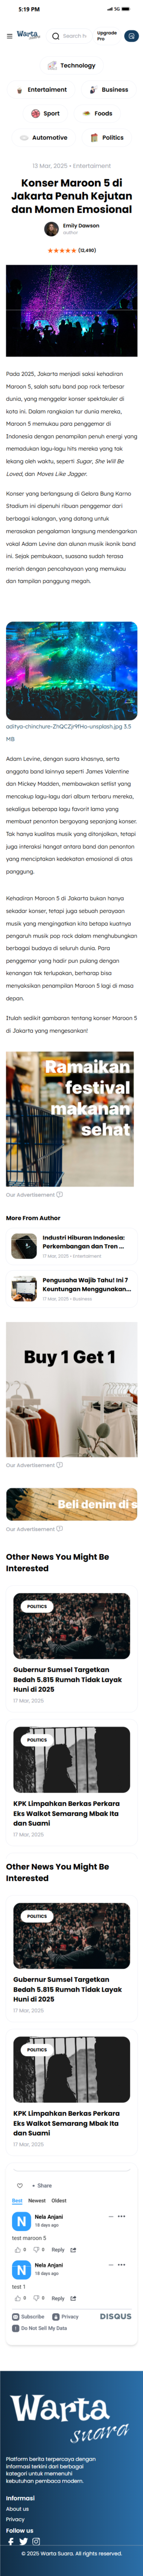 5:19 PM
5G
Warta
suara
Search h
Upgrade
Pro
Technology
Entertaiment
Business
Sport
Foods
Automotive
Politics
13 Mar, 2025 • Entertaiment
Konser Maroon 5 di
Jakarta Penuh Kejutan
dan Momen Emosional
Emily Dawson
author
(12,490)
Pada 2025, Jakarta menjadi saksi kehadiran
Maroon 5, salah satu band pop rock terbesar
dunia, yang menggelar konser spektakuler di
kota ini. Dalam rangkaian tur dunia mereka,
Maroon 5 memukau para penggemar di
Indonesia dengan penampilan penuh energi yang
memadukan lagu-lagu hits mereka yang tak
lekang oleh waktu, seperti Sugar, She Will Be
Loved, dan Moves Like Jagger.
Konser yang berlangsung di Gelora Bung Karno
Stadium ini dipenuhi ribuan penggemar dari
berbagai kalangan, yang datang untuk
merasakan pengalaman langsung mendengarkan
vokal Adam Levine dan alunan musik ikonik band
ini. Sejak pembukaan, suasana sudah terasa
meriah dengan pencahayaan yang memukau
dan tampilan panggung megah.
aditya-chinchure-ZhQCZjr9fHo-unsplash.jpg 3.5
MB
Adam Levine, dengan suara khasnya, serta
anggota band lainnya seperti James Valentine
dan Mickey Madden, membawakan setlist yang
mencakup lagu-lagu dari album terbaru mereka,
sekaligus beberapa lagu favorit lama yang
membuat penonton bergoyang sepanjang konser.
Tak hanya kualitas musik yang ditonjolkan, tetapi
juga interaksi hangat antara band dan penonton
yang menciptakan kedekatan emosional di atas
panggung.
Kehadiran Maroon 5 di Jakarta bukan hanya
sekadar konser, tetapi juga sebuah perayaan
musik yang mengingatkan kita betapa kuatnya
pengaruh musik pop rock dalam menghubungkan
berbagai budaya di seluruh dunia. Para
penggemar yang hadir pun pulang dengan
kenangan tak terlupakan, berharap bisa
menyaksikan penampilan Maroon 5 lagi di masa
depan.
Itulah sedikit gambaran tentang konser Maroon 5
di Jakarta yang mengesankan!
Ramaikan
festival
makanan
sehat
Our Advertisement
More From Author
Industri Hiburan Indonesia:
Perkembangan dan Tren ...
17 Mar, 2025 • Entertaiment
Pengusaha Wajib Tahu! Ini 7
Keuntungan Menggunakan...
17 Mar, 2025 • Business
Buy 1 Get 1
Our Advertisement
Beli denim di s
Our Advertisement
Other News You Might Be
Interested
POLITICS
Gubernur Sumsel Targetkan
Bedah 5.815 Rumah Tidak Layak
Huni di 2025
17 Mar, 2025
POLITICS
KPK Limpahkan Berkas Perkara
Eks Walkot Semarang Mbak Ita
dan Suami
17 Mar, 2025
Other News You Might Be
Interested
POLITICS
Gubernur Sumsel Targetkan
Bedah 5.815 Rumah Tidak Layak
Huni di 2025
17 Mar, 2025
POLITICS
KPK Limpahkan Berkas Perkara
Eks Walkot Semarang Mbak Ita
dan Suami
17 Mar, 2025
• Share
Best Newest Oldest
N
Nela Anjani
18 days ago
test maroon 5
0 0 Reply
N
Nela Anjani
18 days ago
test 1
0 0 Reply
Subscribe Privacy DISQUS
Do Not Sell My Data
Warta
suara
Platform berita terpercaya dengan
informasi terkini dari berbagai
kategori untuk memenuhi
kebutuhan pembaca modern.
Informasi
About us
Privacy
Follow us
© 2025 Warta Suara. All rights reserved.